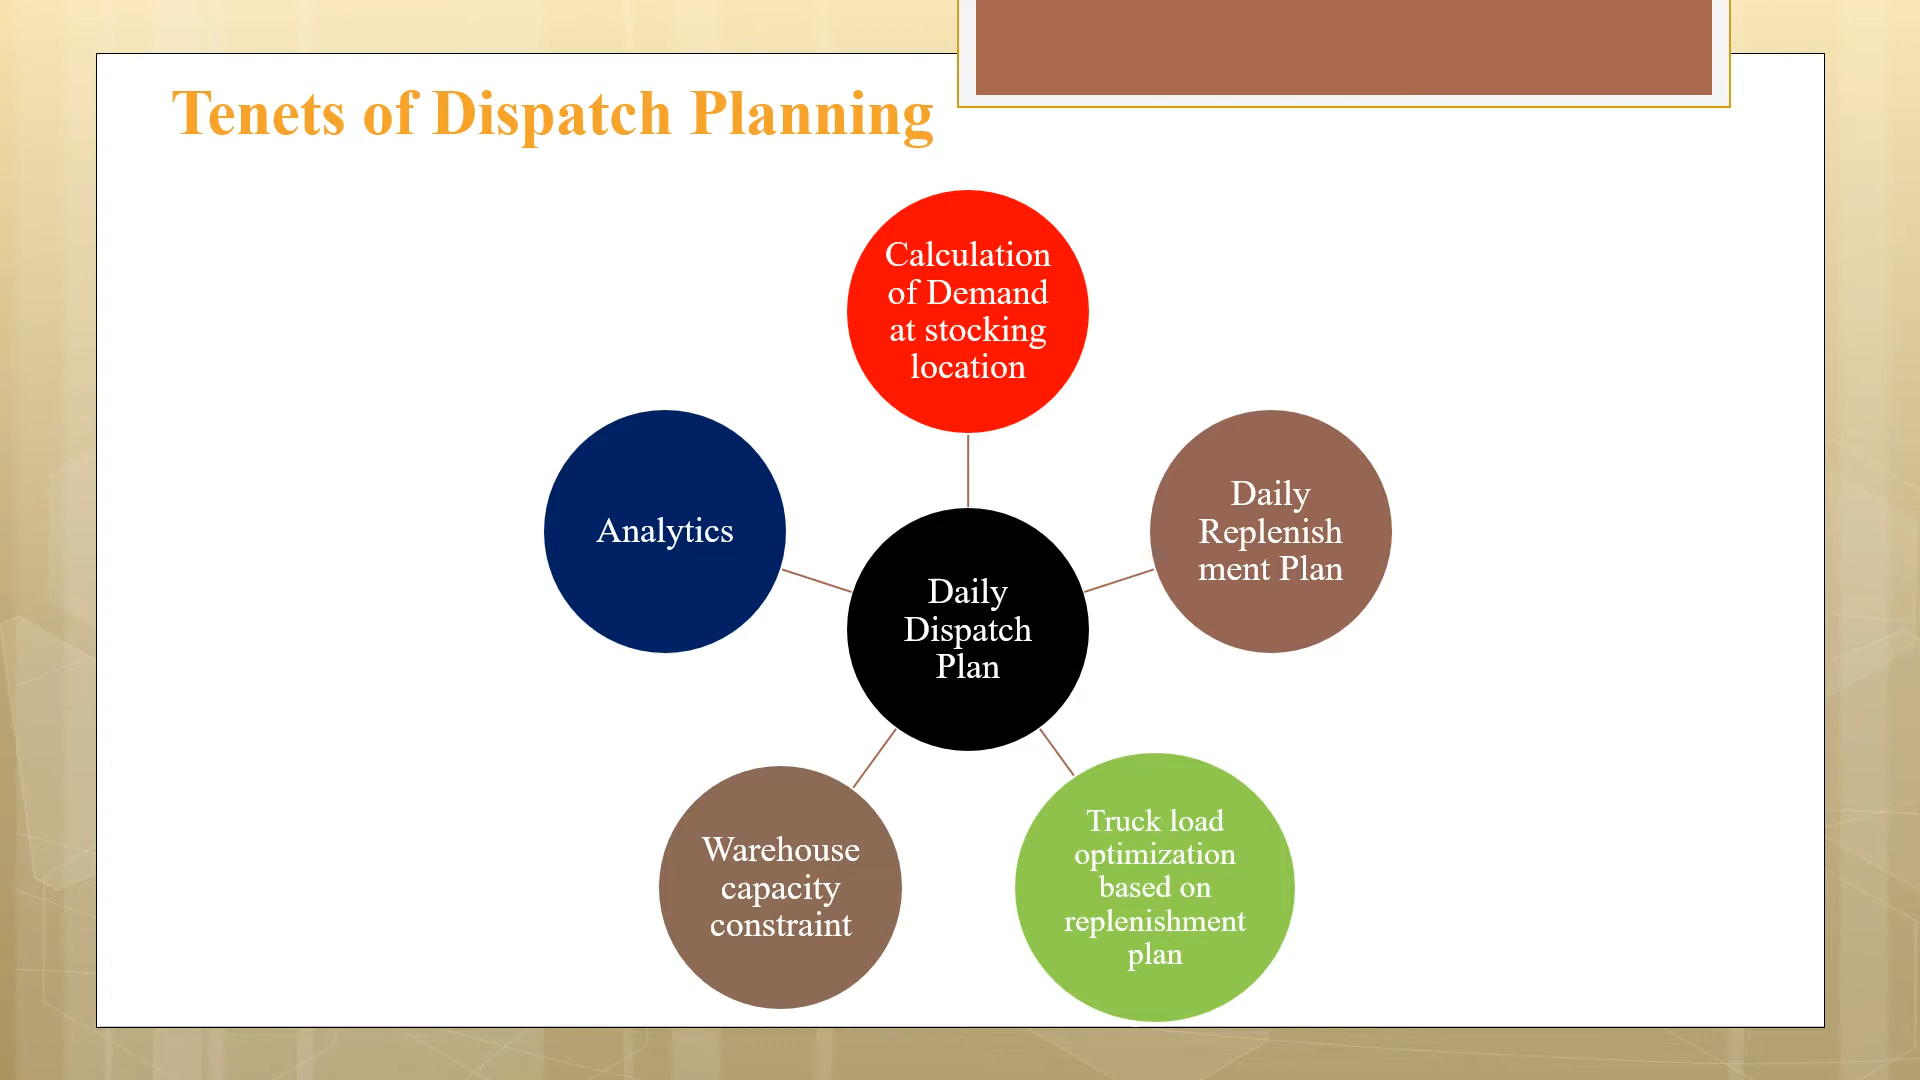 Tenets of Dispatch Planning
Calculation
of Demand
at stocking
location
Analytics
Daily
Replenish
ment Plan
Daily
Dispatch
Plan
Warehouse
capacity
constraint
Truck load
optimization
based on
replenishment
plan